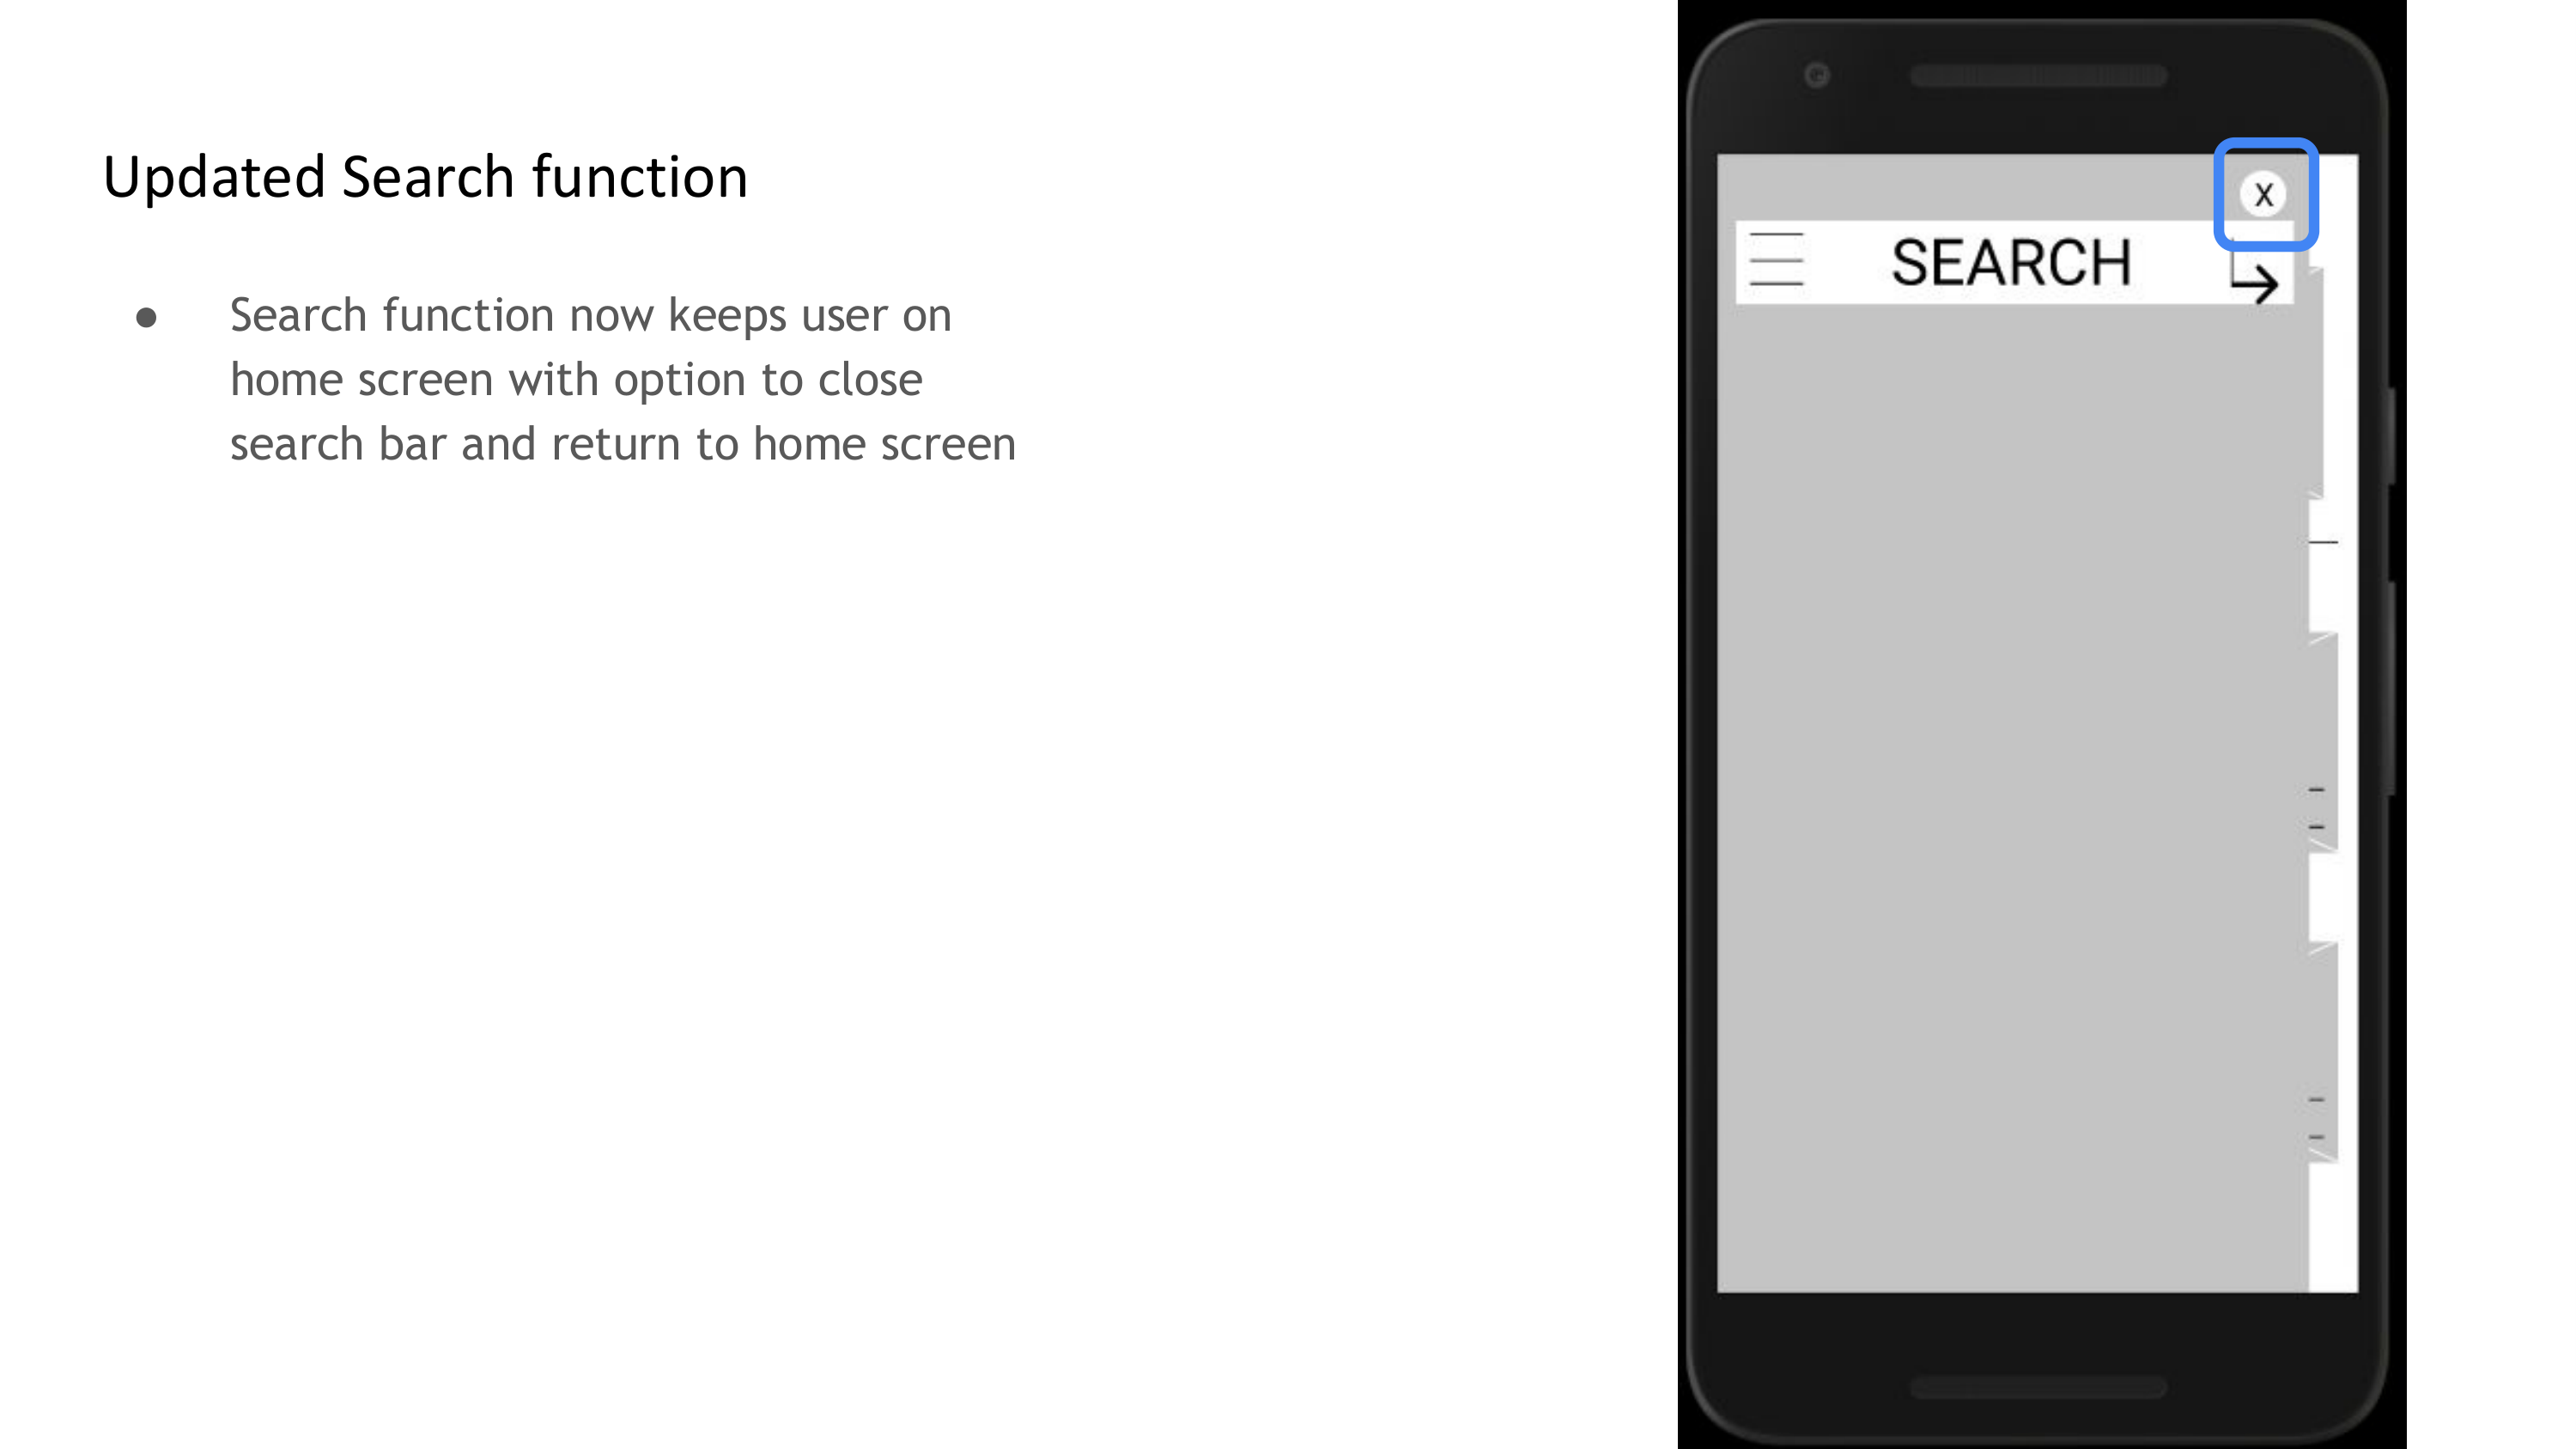 Updated Search function
● Search function now keeps user on
home screen with option to close
search bar and return to home screen
X
SEARCH